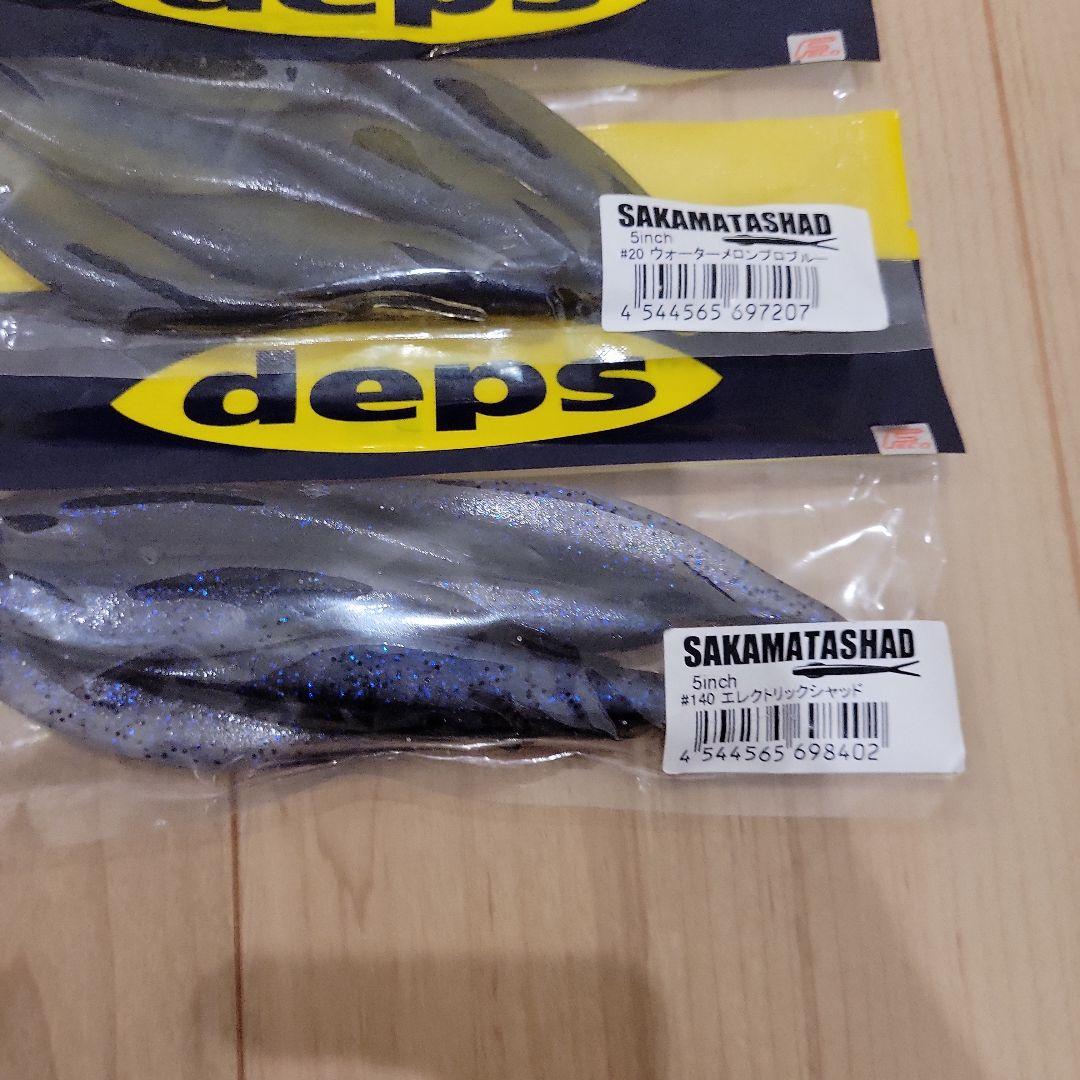 deps
SAKAMATASHAD
5inch
#20 ウォーターメロンプロブルー
4 544565 697207
deps
SAKAMATASHAD
5inch
#140 エレクトリックシャッド
4 544565 698402